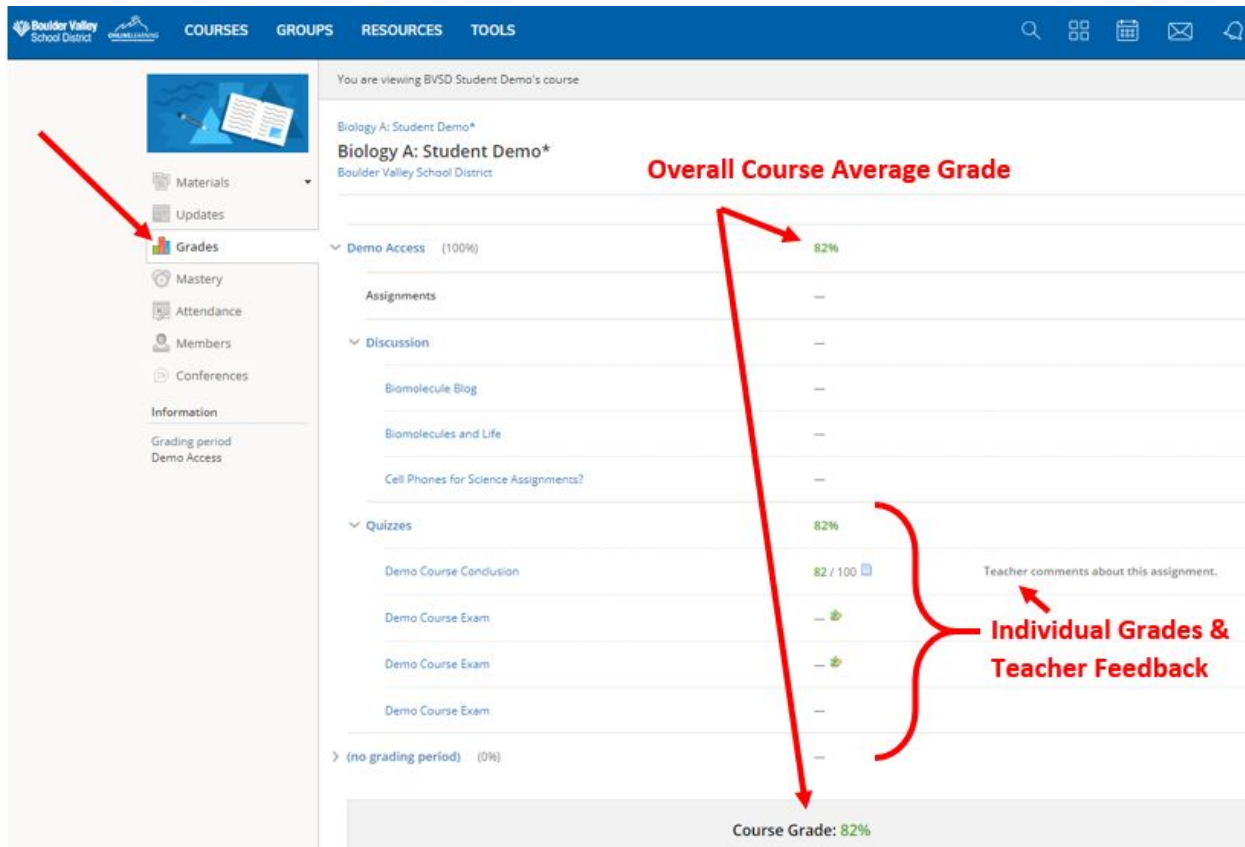 Boulder Valley
School District
ONLINE LEARNING
COURSES GROUPS RESOURCES TOOLS
You are viewing BVSD Student Demo's course
Biology A: Student Demo*
Biology A: Student Demo*
Boulder Valley School District
Overall Course Average Grade
Materials
Updates
Grades
Mastery
Attendance
Members
Conferences
Information
Grading period
Demo Access
Demo Access (100%) 82%
Assignments —
Discussion —
Biomolecule Blog —
Biomolecules and Life —
Cell Phones for Science Assignments? —
Quizzes 82%
Demo Course Conclusion 82 / 100 Teacher comments about this assignment.
Demo Course Exam —
Demo Course Exam —
Demo Course Exam —
Individual Grades &
Teacher Feedback
(no grading period) (0%) —
Course Grade: 82%